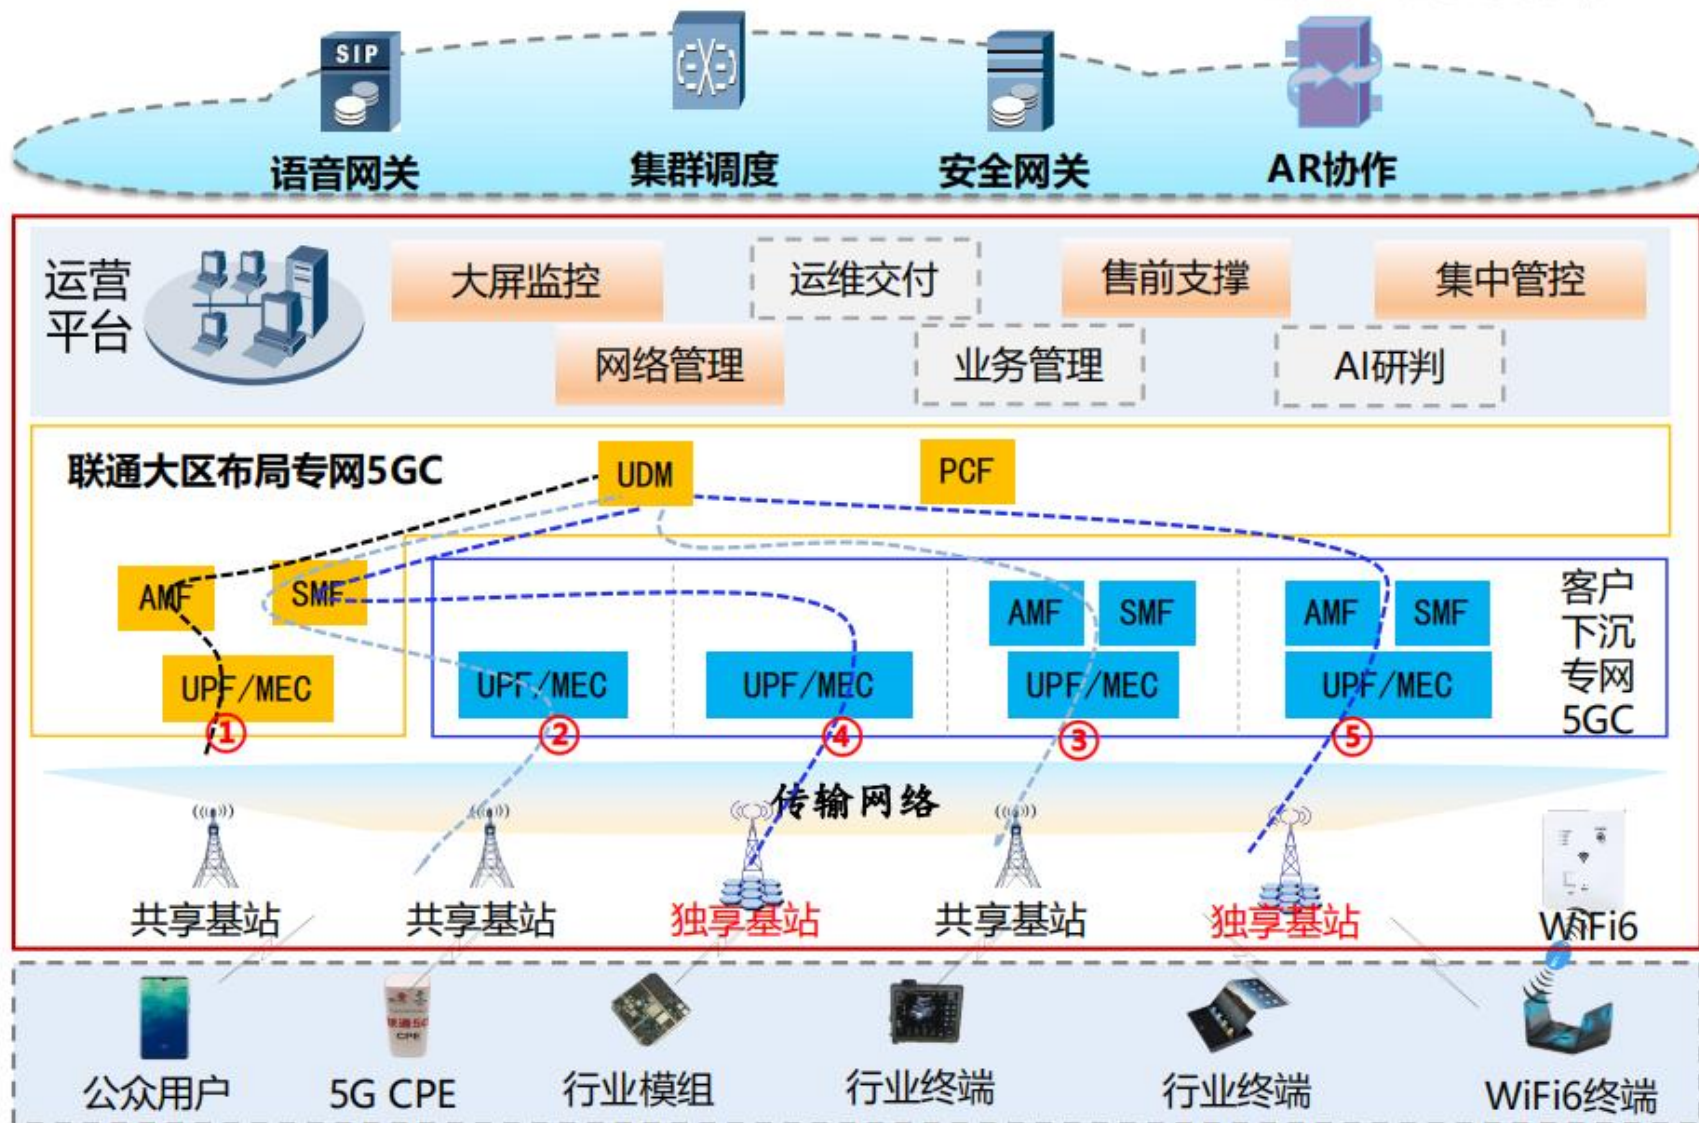 SIP
语音网关
集群调度
安全网关
AR协作
运营
平台
大屏监控
运维交付
售前支撑
集中管控
网络管理
业务管理
AI研判
联通大区布局专网5GC
UDM
PCF
AMF
SMF
UPF/MEC
UPF/MEC
UPF/MEC
AMF
SMF
UPF/MEC
AMF
SMF
UPF/MEC
客户
下沉
专网
5GC
①
②
④
③
⑤
传输网络
共享基站
共享基站
独享基站
共享基站
独享基站
WiFi6
联通5G
CPE
公众用户
5G CPE
行业模组
行业终端
行业终端
WiFi6终端